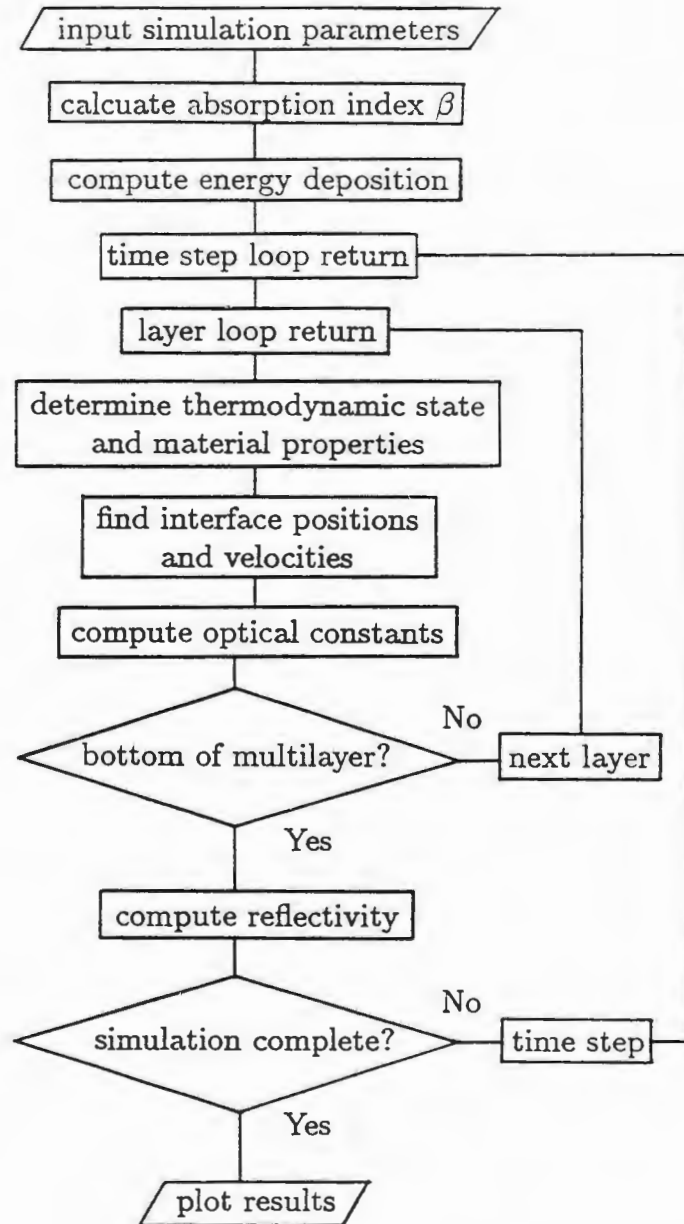 input simulation parameters
calcuate absorption index β
compute energy deposition
time step loop return
layer loop return
determine thermodynamic state
and material properties
find interface positions
and velocities
compute optical constants
No
bottom of multilayer?
next layer
Yes
compute reflectivity
No
simulation complete?
time step
Yes
plot results